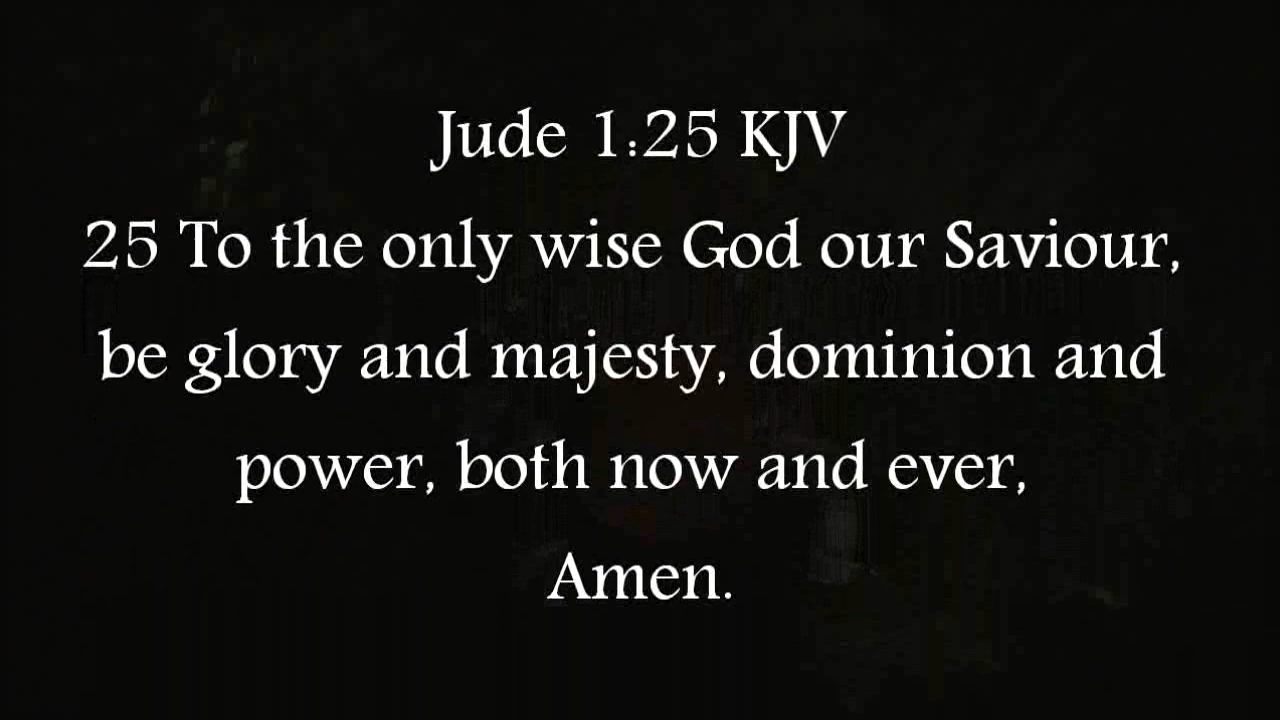 Jude 1:25 KJV
25 To the only wise God our Saviour,
be glory and majesty, dominion and
power, both now and ever,
Amen.